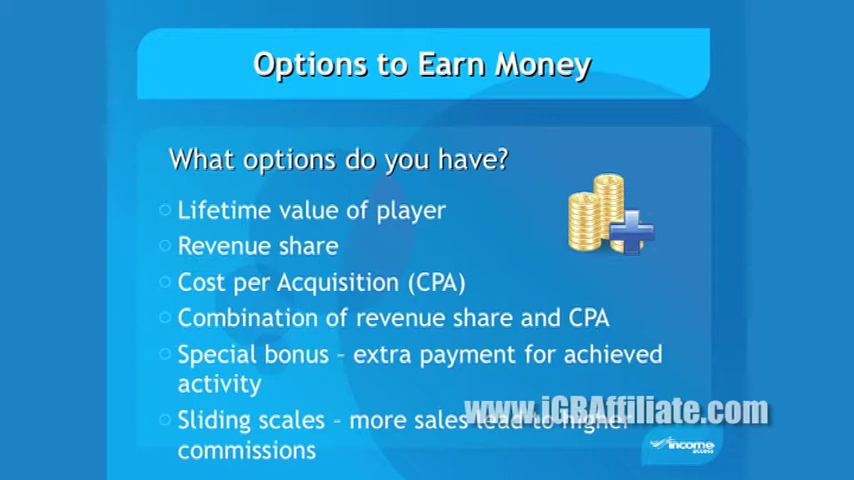 Options to Earn Money
What options do you have?
Lifetime value of player
Revenue share
Cost per Acquisition (CPA)
Combination of revenue share and CPA
Special bonus – extra payment for achieved
activity
Sliding scales – more sales lead to higher
commissions
www.iGBAffiliate.com
income
access